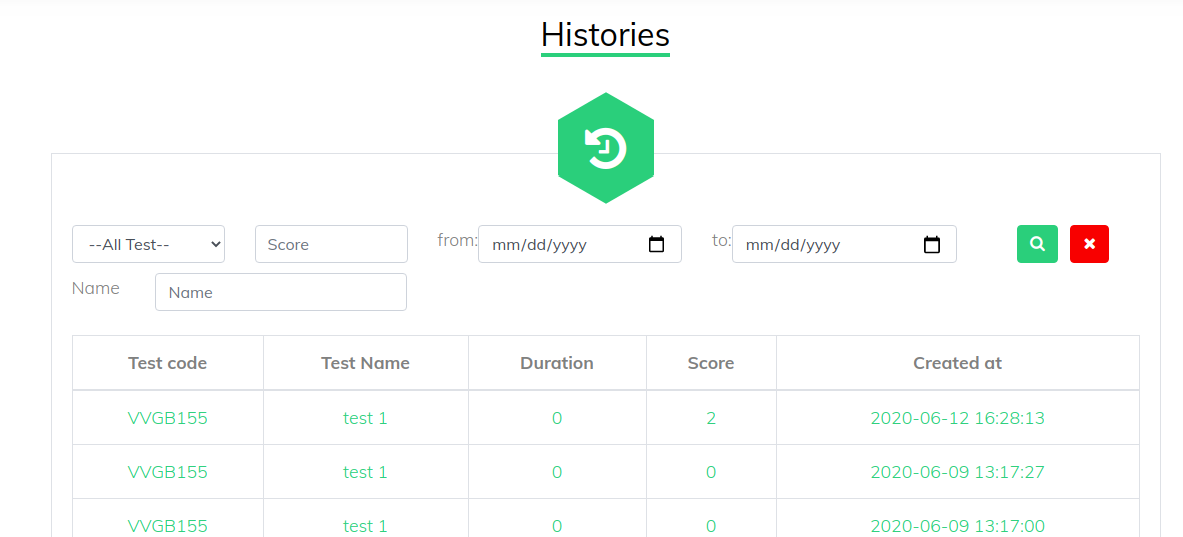 Histories
--All Test-- Score from: mm/dd/yyyy to: mm/dd/yyyy
Name Name
Test code Test Name Duration Score Created at
VVGB155 test 1 0 2 2020-06-12 16:28:13
VVGB155 test 1 0 0 2020-06-09 13:17:27
VVGB155 test 1 0 0 2020-06-09 13:17:00